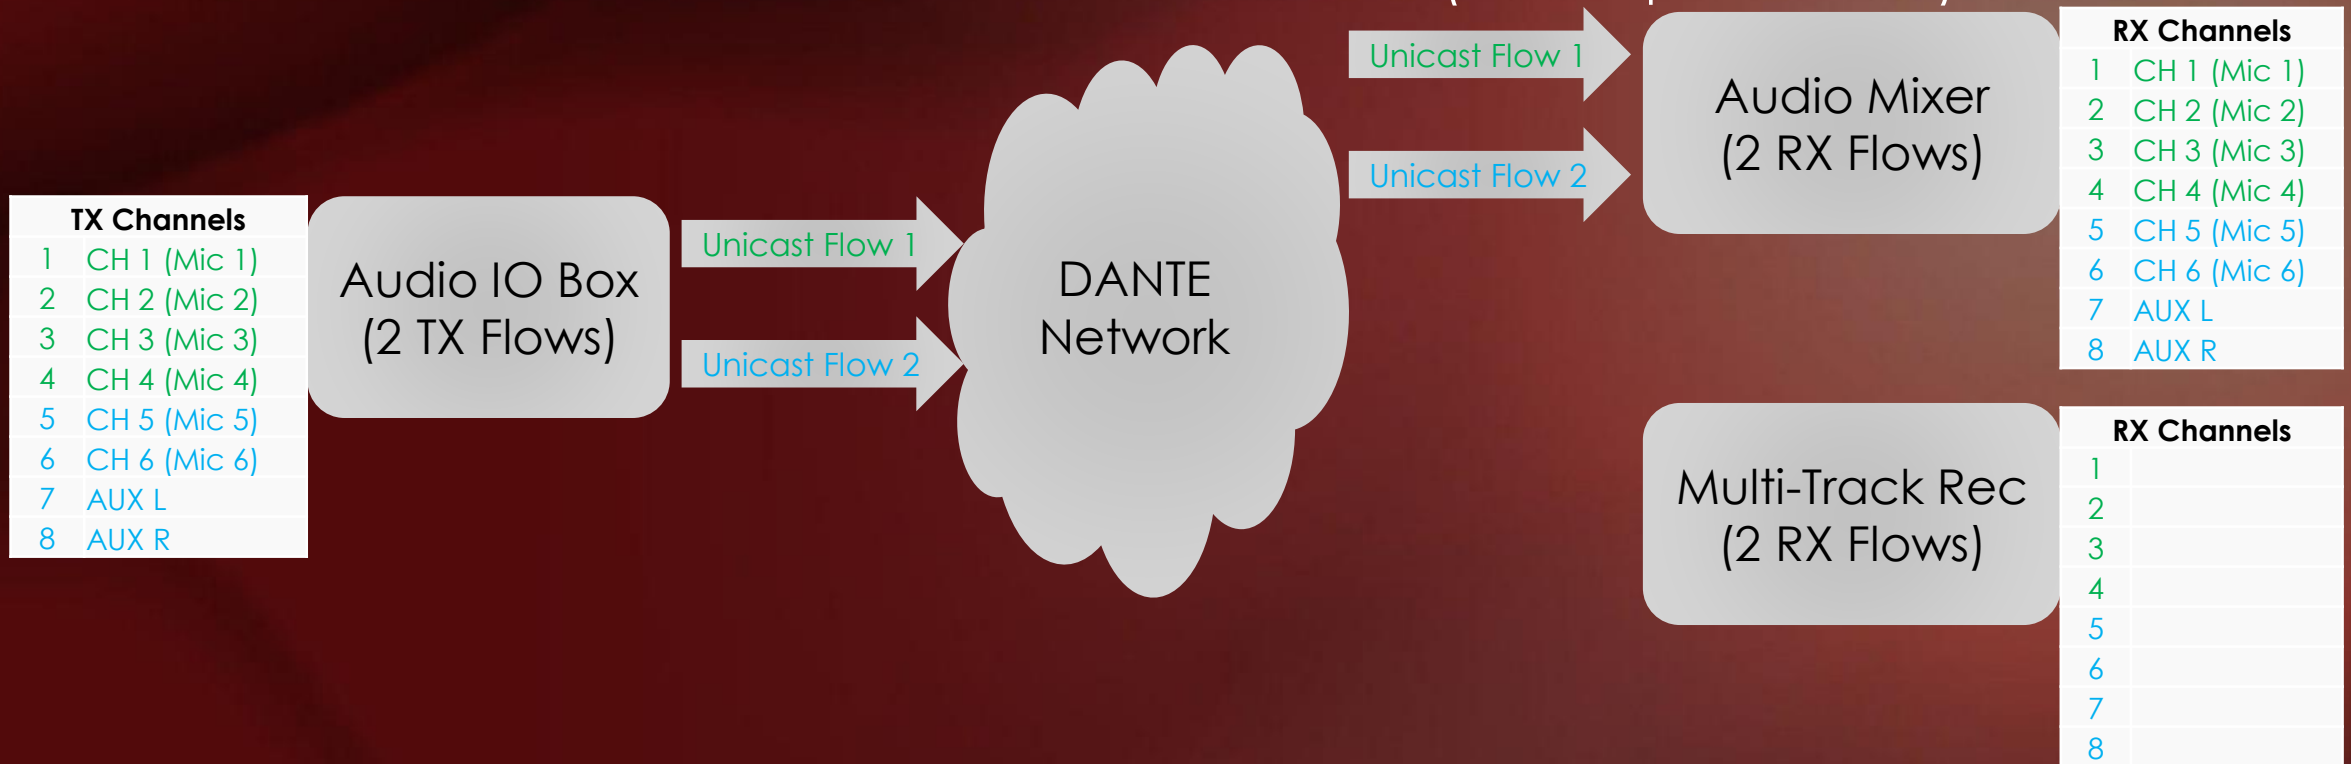 TX Channels
1 CH 1 (Mic 1)
2 CH 2 (Mic 2)
3 CH 3 (Mic 3)
4 CH 4 (Mic 4)
5 CH 5 (Mic 5)
6 CH 6 (Mic 6)
7 AUX L
8 AUX R
Audio IO Box
(2 TX Flows)
Unicast Flow 1
Unicast Flow 2
DANTE
Network
Unicast Flow 1
Unicast Flow 2
Audio Mixer
(2 RX Flows)
RX Channels
1 CH 1 (Mic 1)
2 CH 2 (Mic 2)
3 CH 3 (Mic 3)
4 CH 4 (Mic 4)
5 CH 5 (Mic 5)
6 CH 6 (Mic 6)
7 AUX L
8 AUX R
Multi-Track Rec
(2 RX Flows)
RX Channels
1
2
3
4
5
6
7
8